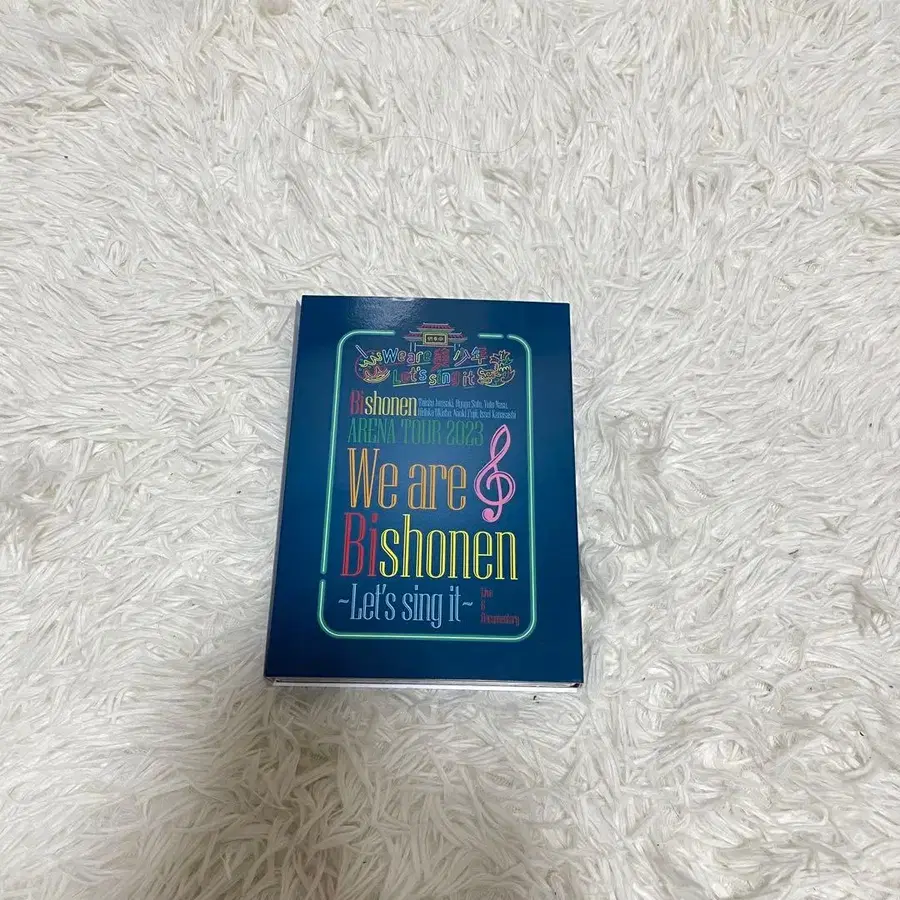 We are 美 少年
Let's sing it
Bishonen
ARENA TOUR 2023
We are
Bishonen
~Let's sing it~
Live
&
Documentary